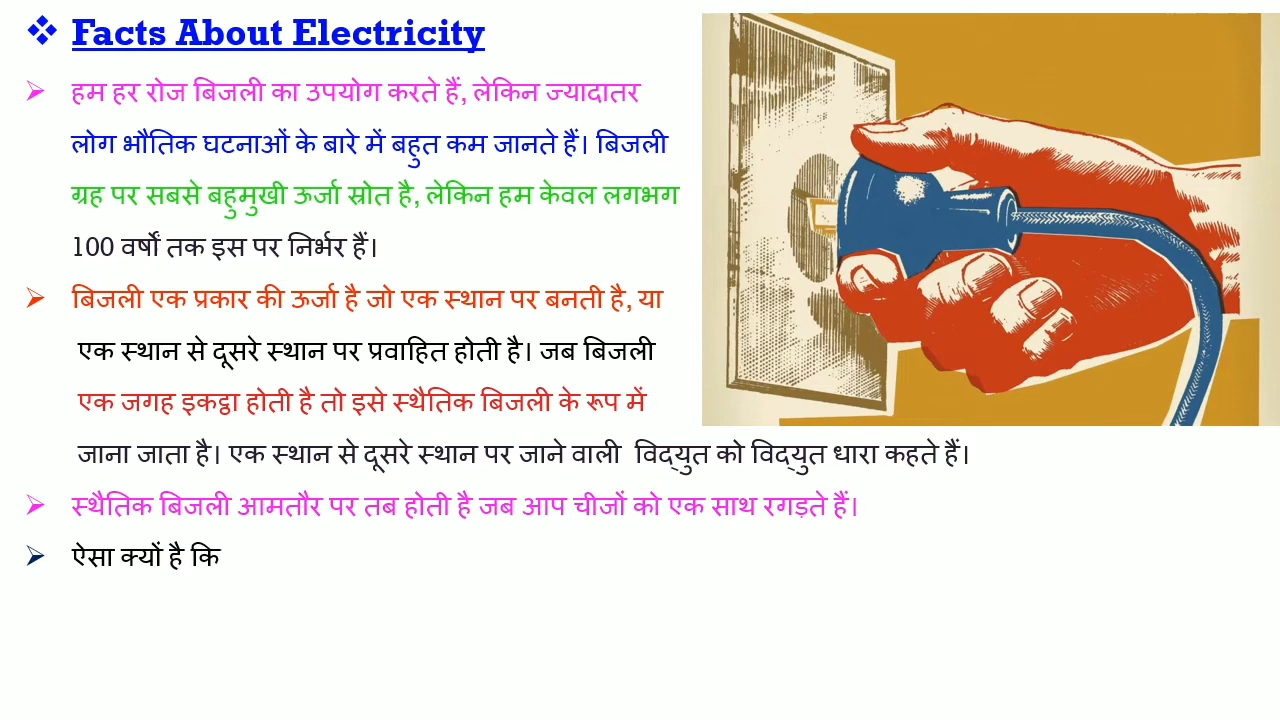 Facts About Electricity
हम हर रोज बिजली का उपयोग करते हैं, लेकिन ज्यादातर
लोग भौतिक घटनाओं के बारे में बहुत कम जानते हैं। बिजली
ग्रह पर सबसे बहुमुखी ऊर्जा स्रोत है, लेकिन हम केवल लगभग
100 वर्षों तक इस पर निर्भर हैं।
बिजली एक प्रकार की ऊर्जा है जो एक स्थान पर बनती है, या
एक स्थान से दूसरे स्थान पर प्रवाहित होती है। जब बिजली
एक जगह इकट्ठा होती है तो इसे स्थैतिक बिजली के रूप में
जाना जाता है। एक स्थान से दूसरे स्थान पर जाने वाली विद्युत को विद्युत धारा कहते हैं।
स्थैतिक बिजली आमतौर पर तब होती है जब आप चीजों को एक साथ रगड़ते हैं।
ऐसा क्यों है कि